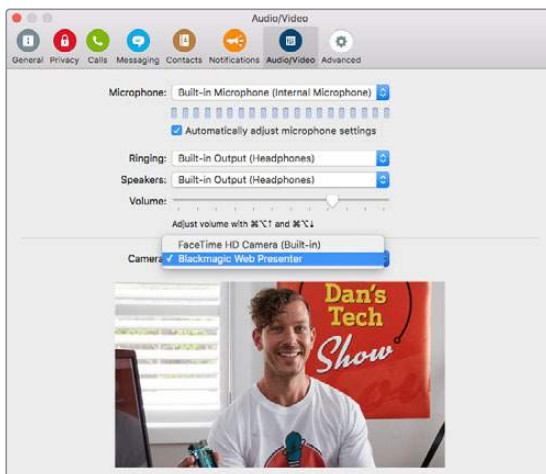 Audio/Video
General Privacy Calls Messaging Contacts Notifications Audio/Video Advanced
Microphone: Built-in Microphone (Internal Microphone)
Automatically adjust microphone settings
Ringing: Built-in Output (Headphones)
Speakers: Built-in Output (Headphones)
Volume:
Adjust volume with ⌘⌥↑ and ⌘⌥↓
FaceTime HD Camera (Built-in)
Camera ✓ Blackmagic Web Presenter
Dan's
Tech
Show